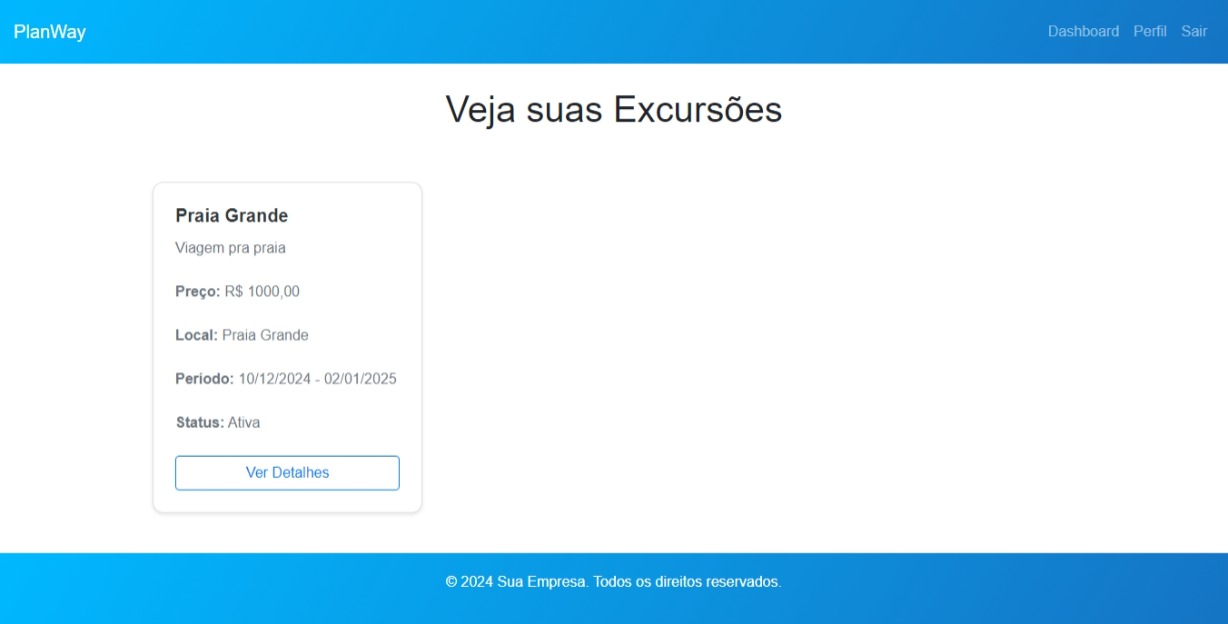 PlanWay
Dashboard Perfil Sair
Veja suas Excursões
Praia Grande
Viagem pra praia
Preço: R$ 1000,00
Local: Praia Grande
Período: 10/12/2024 - 02/01/2025
Status: Ativa
Ver Detalhes
© 2024 Sua Empresa. Todos os direitos reservados.